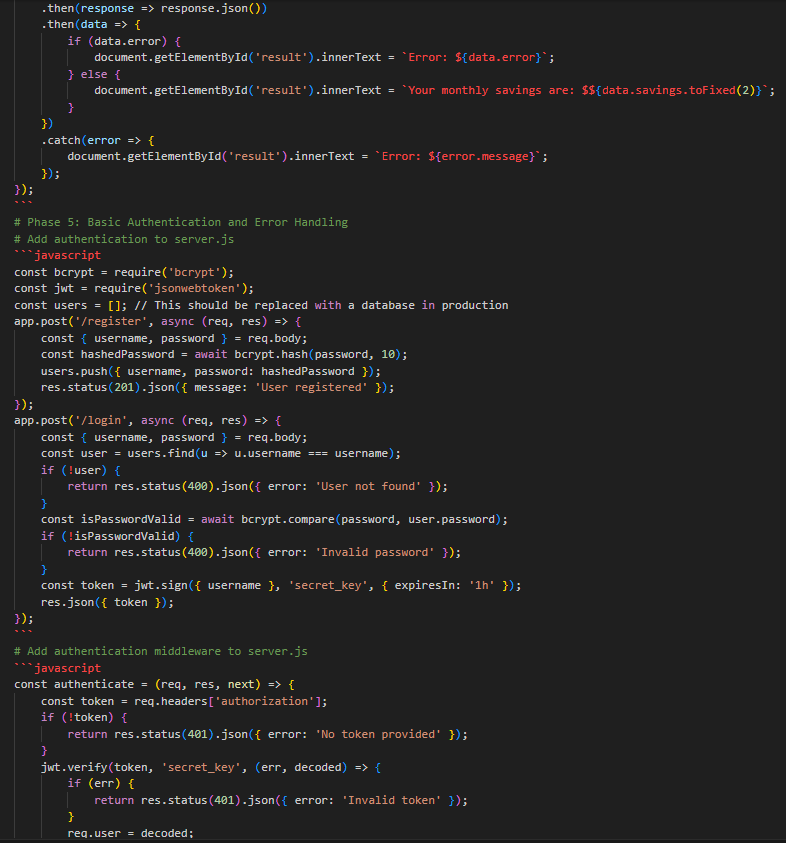 .then(response => response.json())
.then(data => {
if (data.error) {
document.getElementById('result').innerText = `Error: ${data.error}`;
} else {
document.getElementById('result').innerText = `Your monthly savings are: $${data.savings.toFixed(2)}`;
}
})
.catch(error => {
document.getElementById('result').innerText = `Error: ${error.message}`;
});
});
```
# Phase 5: Basic Authentication and Error Handling
# Add authentication to server.js
```javascript
const bcrypt = require('bcrypt');
const jwt = require('jsonwebtoken');
const users = []; // This should be replaced with a database in production
app.post('/register', async (req, res) => {
const { username, password } = req.body;
const hashedPassword = await bcrypt.hash(password, 10);
users.push({ username, password: hashedPassword });
res.status(201).json({ message: 'User registered' });
});
app.post('/login', async (req, res) => {
const { username, password } = req.body;
const user = users.find(u => u.username === username);
if (!user) {
return res.status(400).json({ error: 'User not found' });
}
const isPasswordValid = await bcrypt.compare(password, user.password);
if (!isPasswordValid) {
return res.status(400).json({ error: 'Invalid password' });
}
const token = jwt.sign({ username }, 'secret_key', { expiresIn: '1h' });
res.json({ token });
});
```
# Add authentication middleware to server.js
```javascript
const authenticate = (req, res, next) => {
const token = req.headers['authorization'];
if (!token) {
return res.status(401).json({ error: 'No token provided' });
}
jwt.verify(token, 'secret_key', (err, decoded) => {
if (err) {
return res.status(401).json({ error: 'Invalid token' });
}
req.user = decoded;